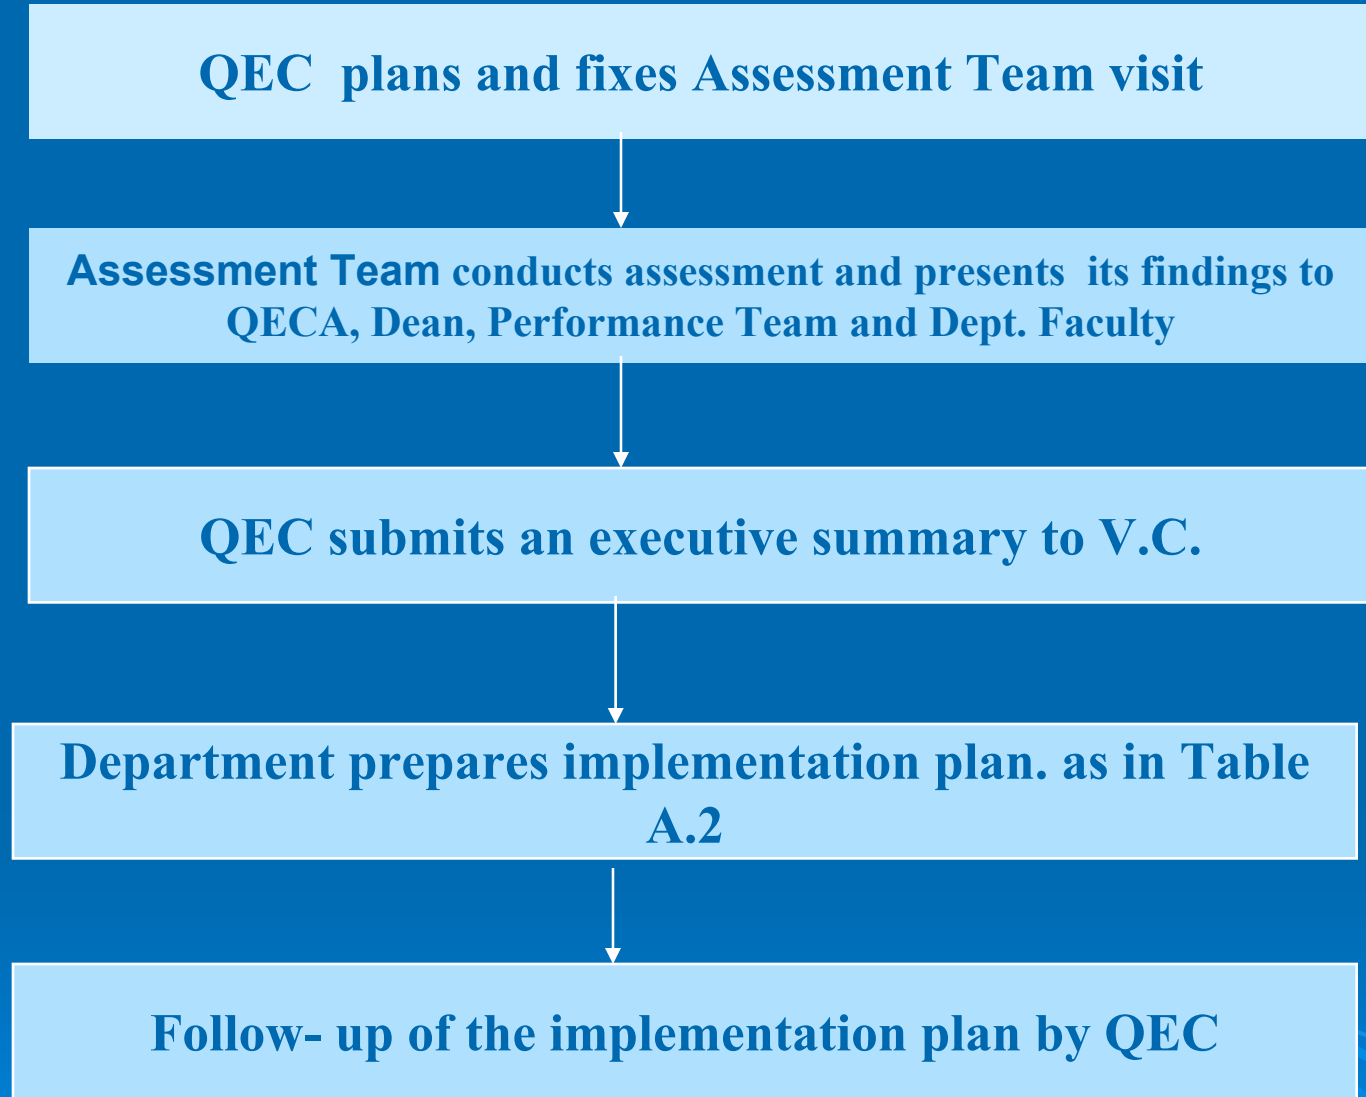 QEC plans and fixes Assessment Team visit
Assessment Team conducts assessment and presents its findings to
QECA, Dean, Performance Team and Dept. Faculty
QEC submits an executive summary to V.C.
Department prepares implementation plan. as in Table
A.2
Follow- up of the implementation plan by QEC